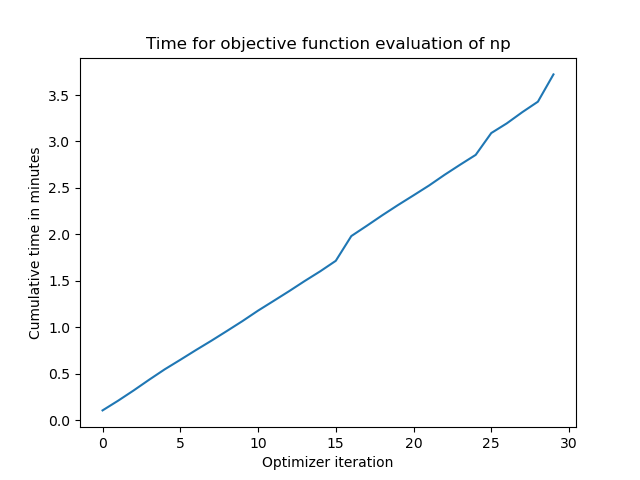 Time for objective function evaluation of np
Cumulative time in minutes
3.5
3.0
2.5
2.0
1.5
1.0
0.5
0.0
0 5 10 15 20 25 30
Optimizer iteration